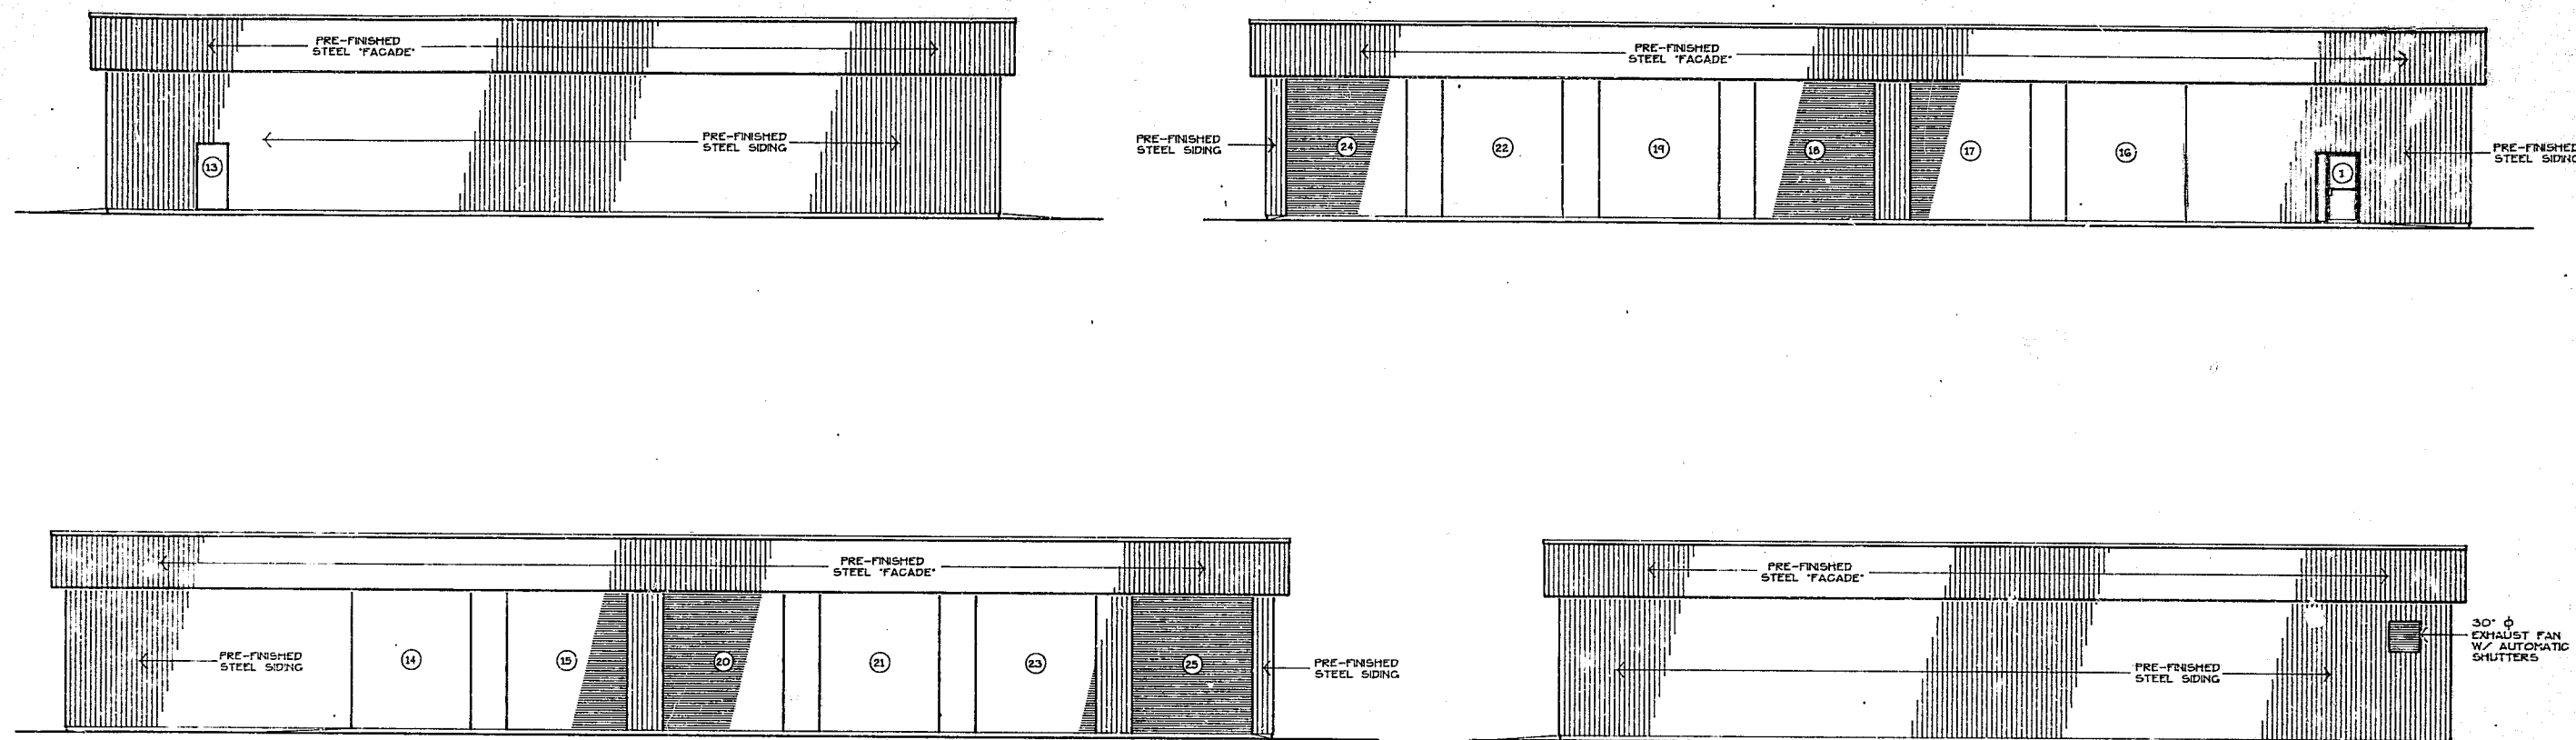 PRE-FINISHED
STEEL "FACADE"
PRE-FINISHED
STEEL SIDING
13
PRE-FINISHED
STEEL "FACADE"
PRE-FINISHED
STEEL SIDING
24
22
19
18
17
16
1
PRE-FINISHED
STEEL SIDING
PRE-FINISHED
STEEL "FACADE"
PRE-FINISHED
STEEL SIDING
14
15
20
21
23
25
PRE-FINISHED
STEEL SIDING
PRE-FINISHED
STEEL "FACADE"
PRE-FINISHED
STEEL SIDING
30" ϕ
EXHAUST FAN
W/ AUTOMATIC
SHUTTERS